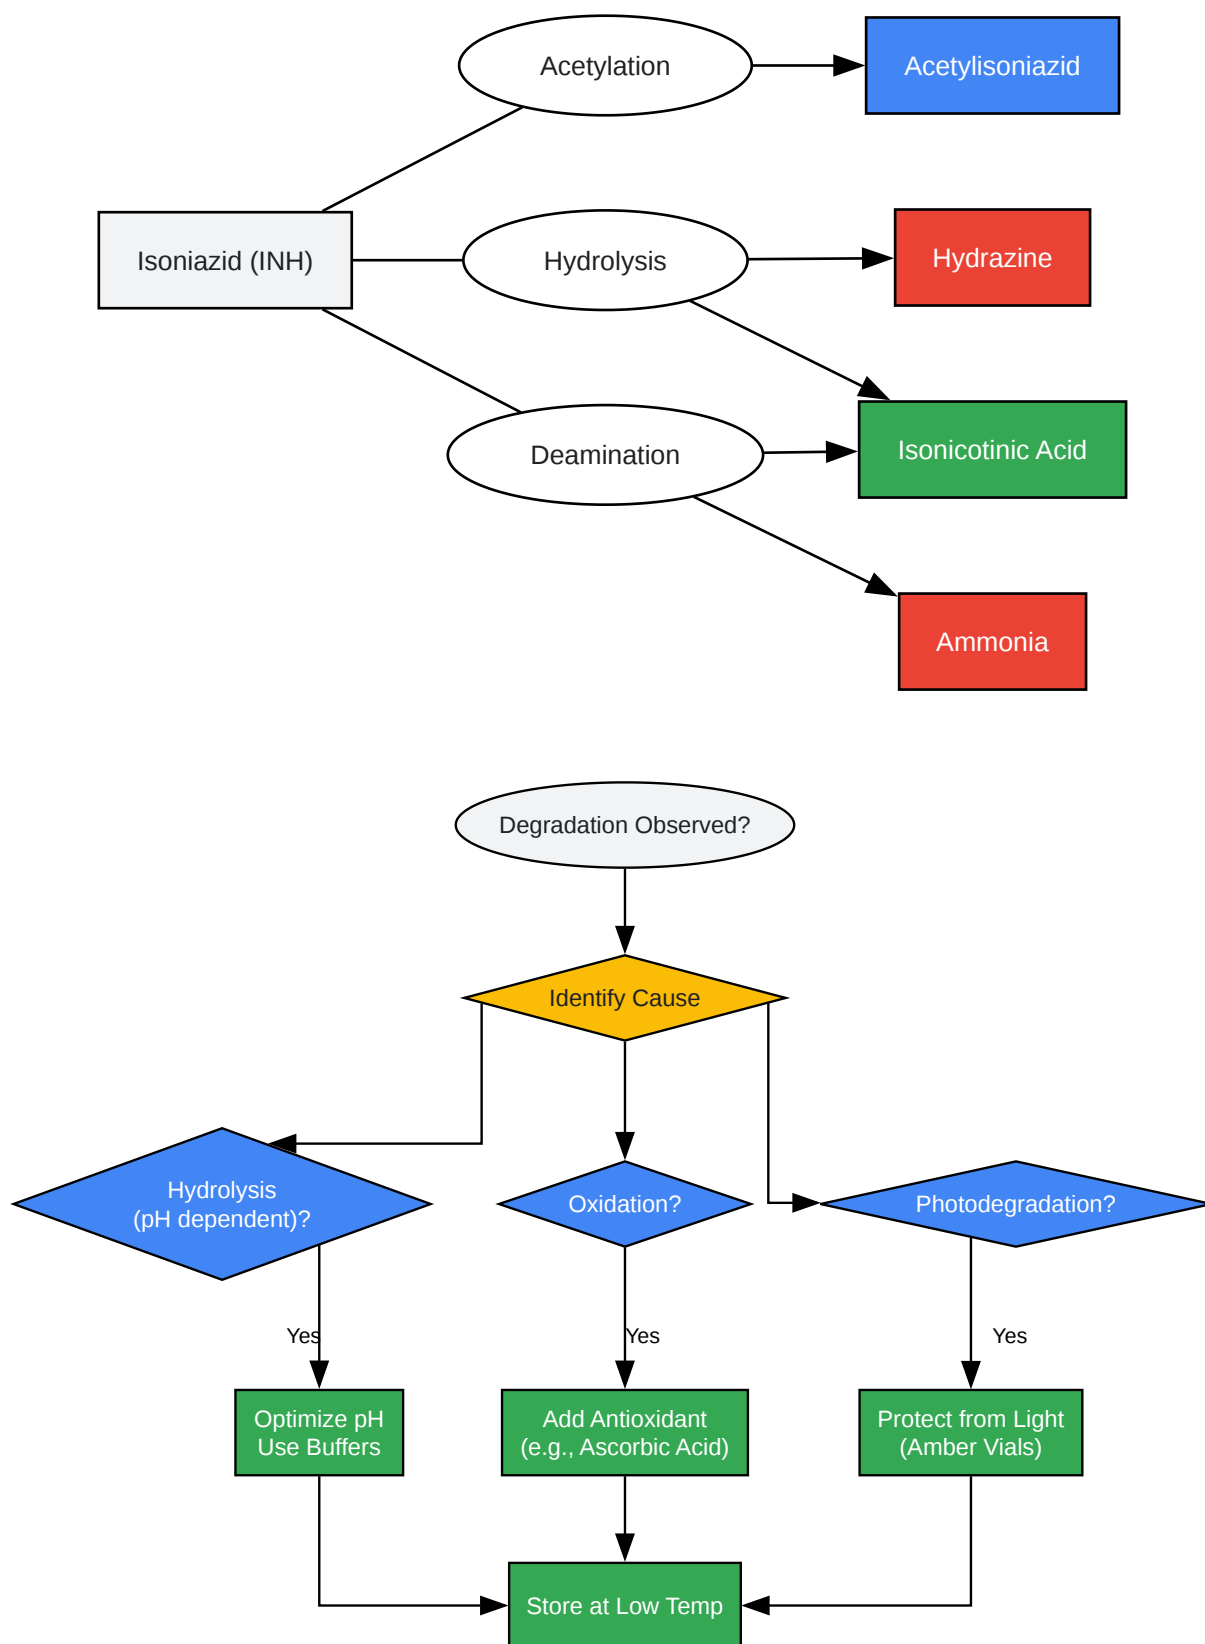 Acetylation
Acetylisoniazid
Isoniazid (INH)
Hydrolysis
Hydrazine
Deamination
Isonicotinic Acid
Ammonia
Degradation Observed?
Identify Cause
Hydrolysis
(pH dependent)?
Oxidation?
Photodegradation?
Yes
Yes
Yes
Optimize pH
Use Buffers
Add Antioxidant
(e.g., Ascorbic Acid)
Protect from Light
(Amber Vials)
Store at Low Temp